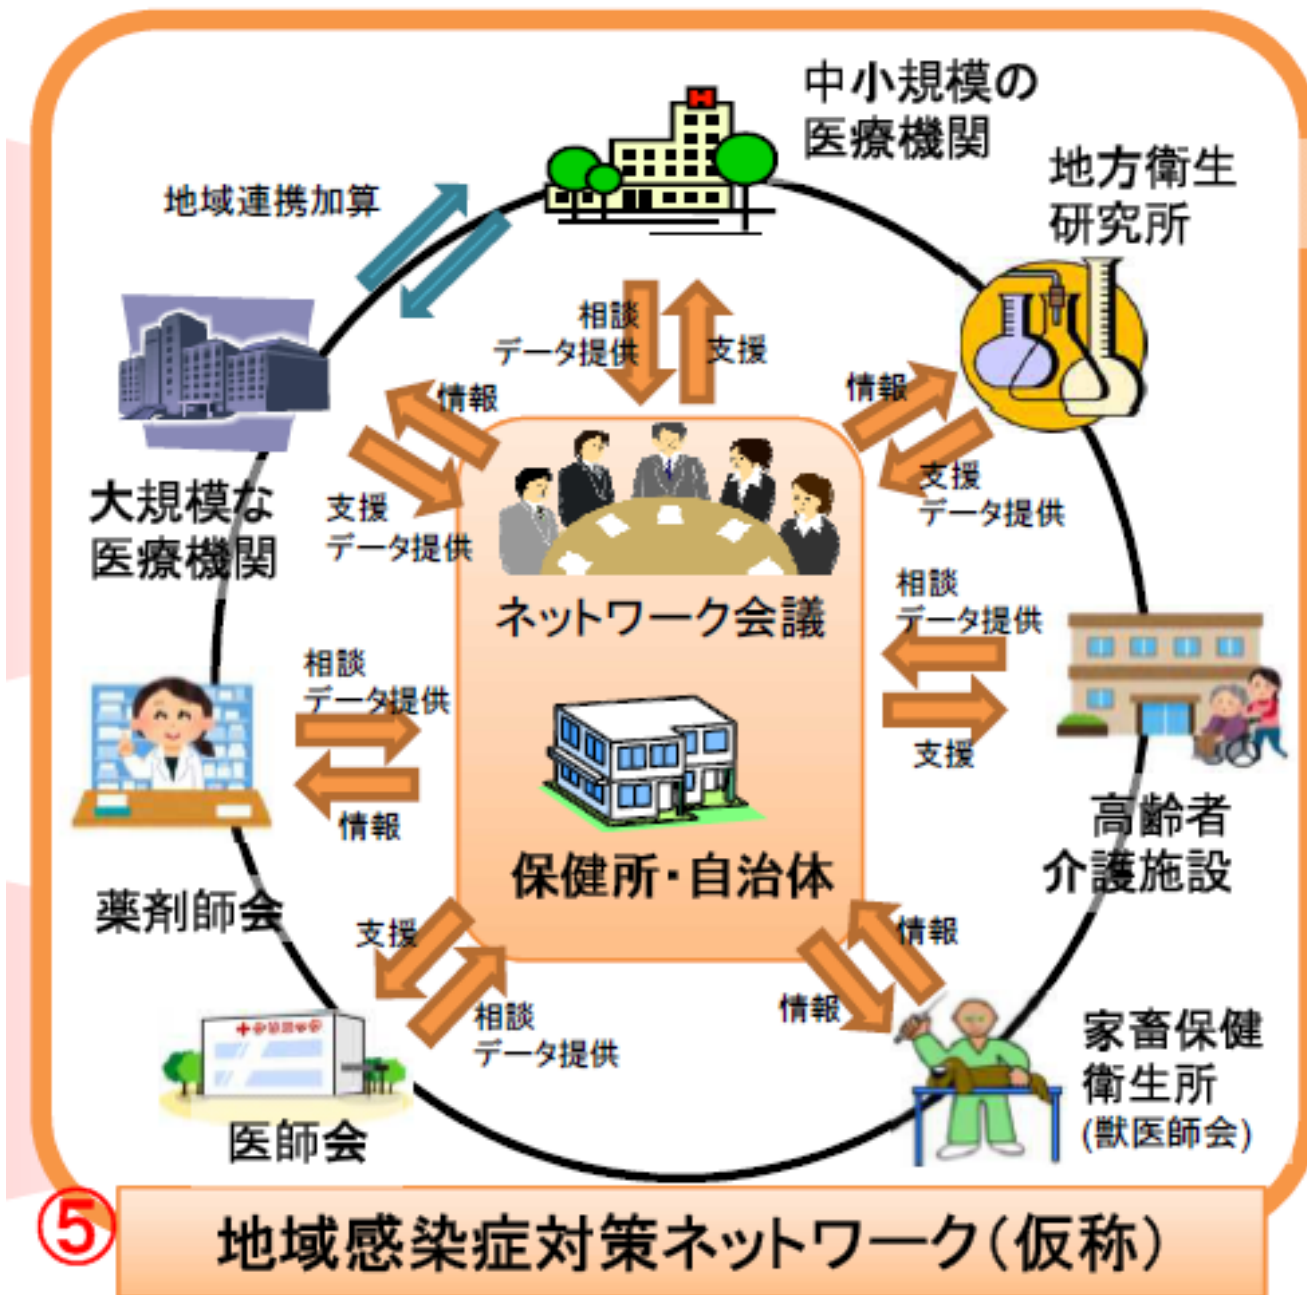 中小規模の
医療機関
地方衛生
研究所
地域連携加算
相談
データ提供
支援
情報
支援
データ提供
情報
支援
データ提供
大規模な
医療機関
ネットワーク会議
相談
データ提供
支援
高齢者
介護施設
相談
データ提供
情報
薬剤師会
保健所・自治体
支援
相談
データ提供
医師会
情報
情報
家畜保健
衛生所
(獣医師会)
⑤
地域感染症対策ネットワーク(仮称)